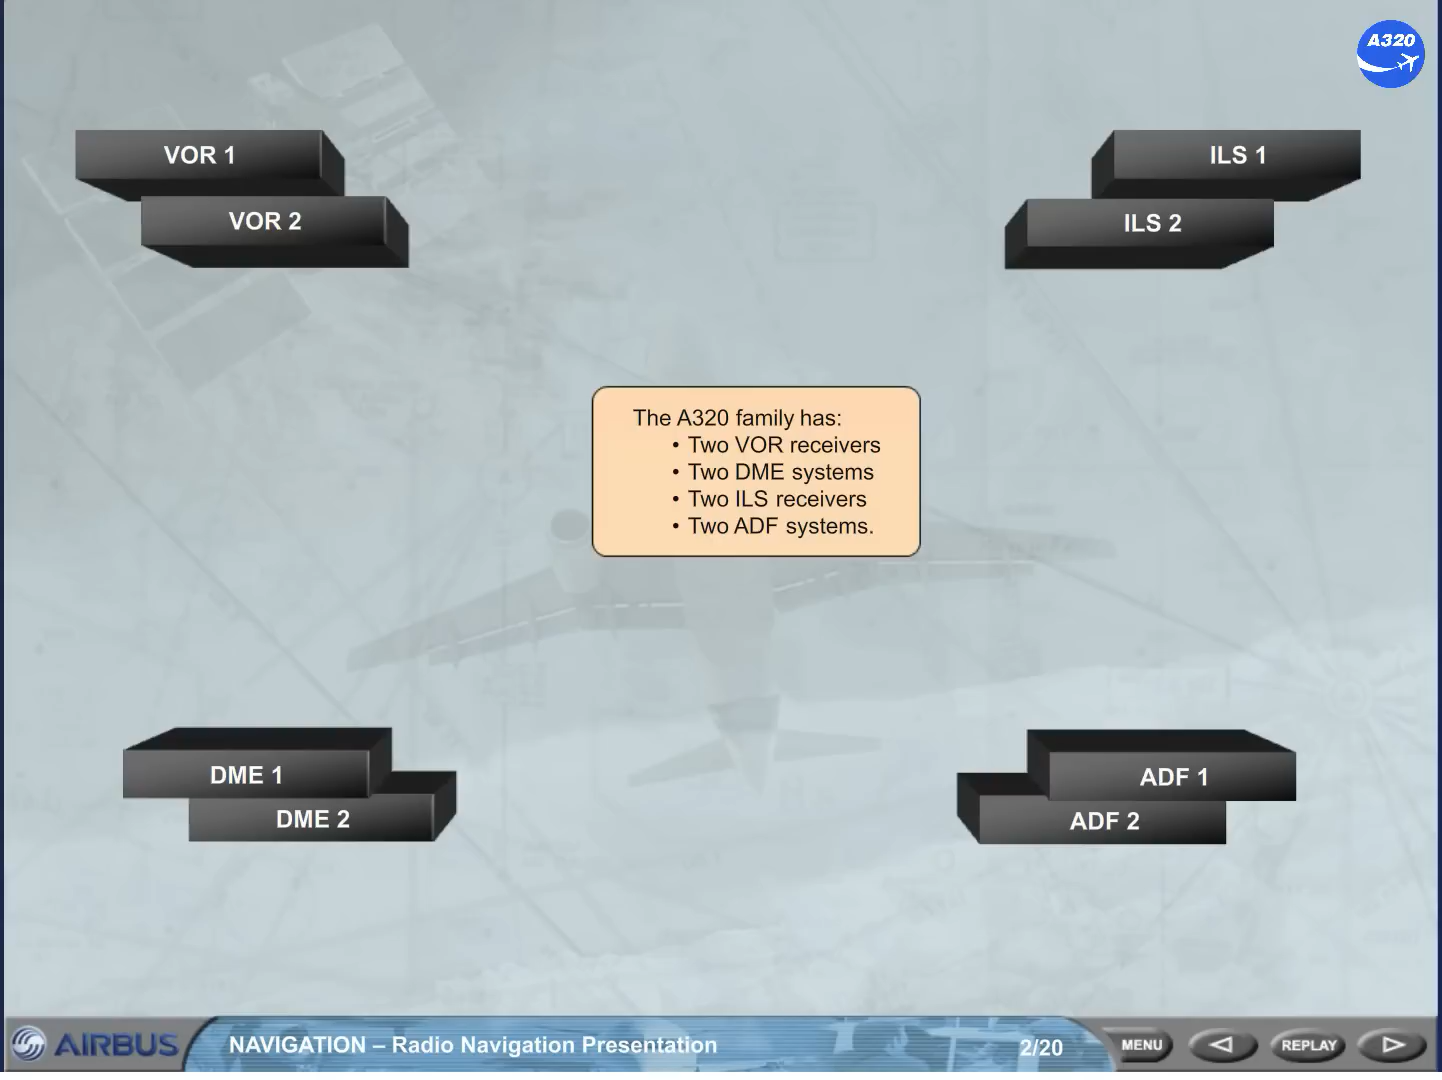 A320
VOR 1
VOR 2
ILS 1
ILS 2
The A320 family has:
• Two VOR receivers
• Two DME systems
• Two ILS receivers
• Two ADF systems.
DME 1
DME 2
ADF 1
ADF 2
AIRBUS
NAVIGATION – Radio Navigation Presentation
2/20
MENU
REPLAY